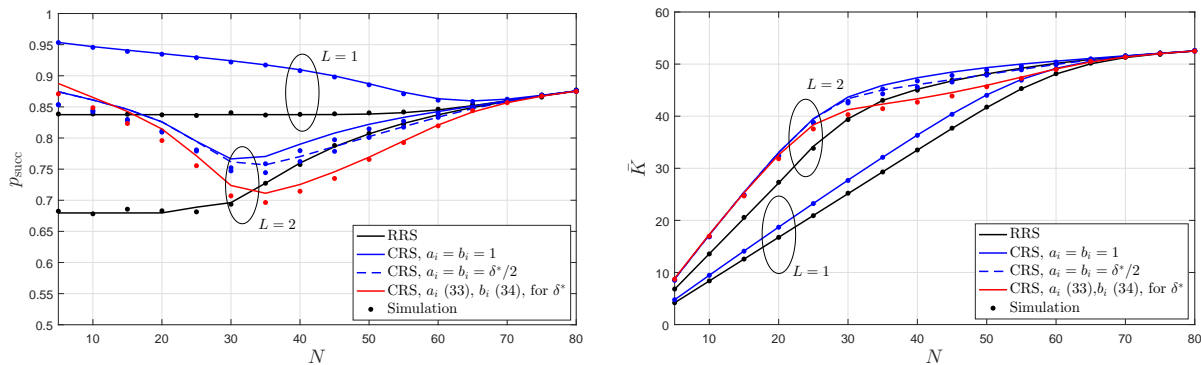 1
0.95
0.9
0.85
0.8
0.75
0.7
0.65
0.6
0.55
0.5
p_succ
10 20 30 40 50 60 70 80
N
L = 1
L = 2
RRS
CRS, a_i = b_i = 1
CRS, a_i = b_i = δ*/2
CRS, a_i (33), b_i (34), for δ*
Simulation
60
50
40
30
20
10
0
K̄
10 20 30 40 50 60 70 80
N
L = 2
L = 1
RRS
CRS, a_i = b_i = 1
CRS, a_i = b_i = δ*/2
CRS, a_i (33),b_i (34), for δ*
Simulation